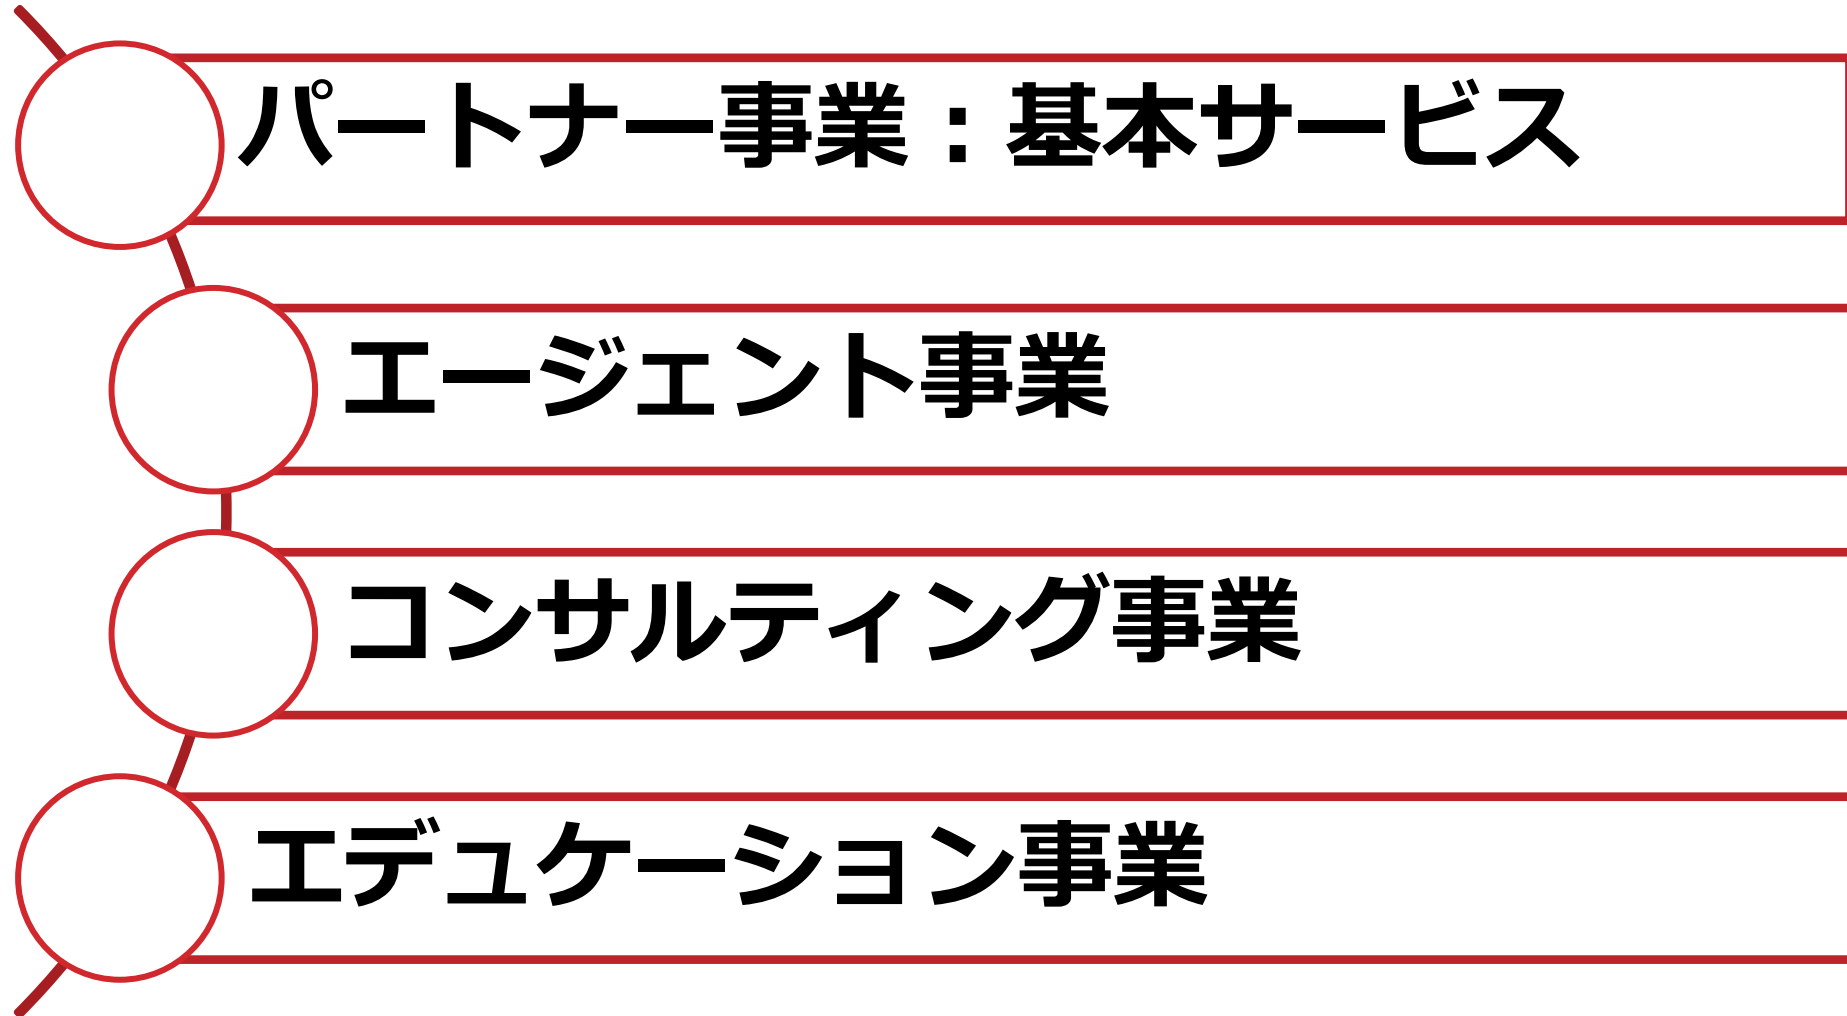 パートナー事業：基本サービス
エージェント事業
コンサルティング事業
エデュケーション事業